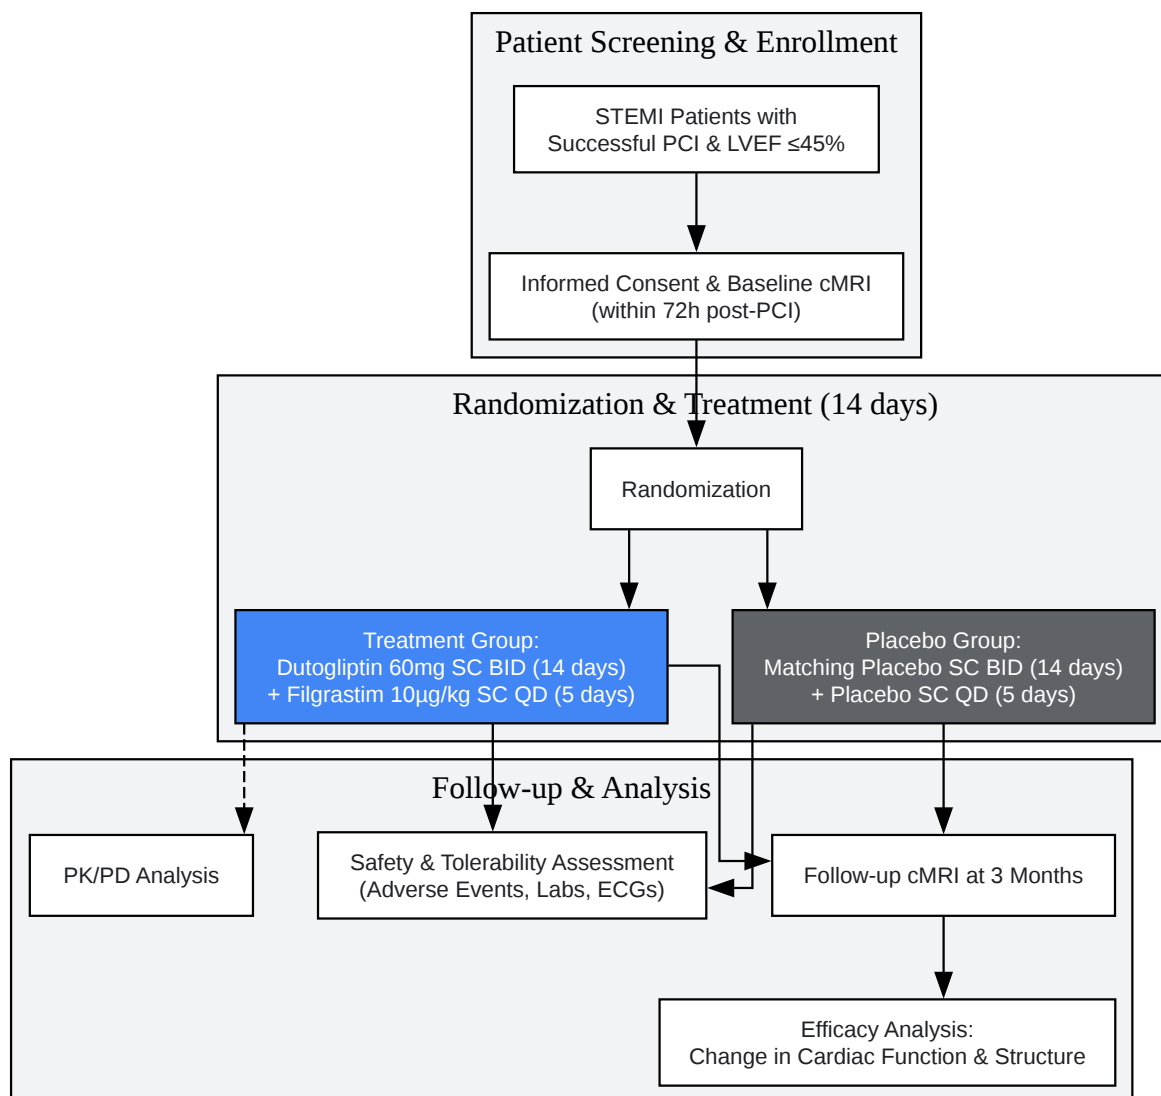 Patient Screening & Enrollment
STEMI Patients with
Successful PCI & LVEF ≤45%
Informed Consent & Baseline cMRI
(within 72h post-PCI)
Randomization & Treatment (14 days)
Randomization
Treatment Group:
Dutogliptin 60mg SC BID (14 days)
+ Filgrastim 10µg/kg SC QD (5 days)
Placebo Group:
Matching Placebo SC BID (14 days)
+ Placebo SC QD (5 days)
Follow-up & Analysis
PK/PD Analysis
Safety & Tolerability Assessment
(Adverse Events, Labs, ECGs)
Follow-up cMRI at 3 Months
Efficacy Analysis:
Change in Cardiac Function & Structure